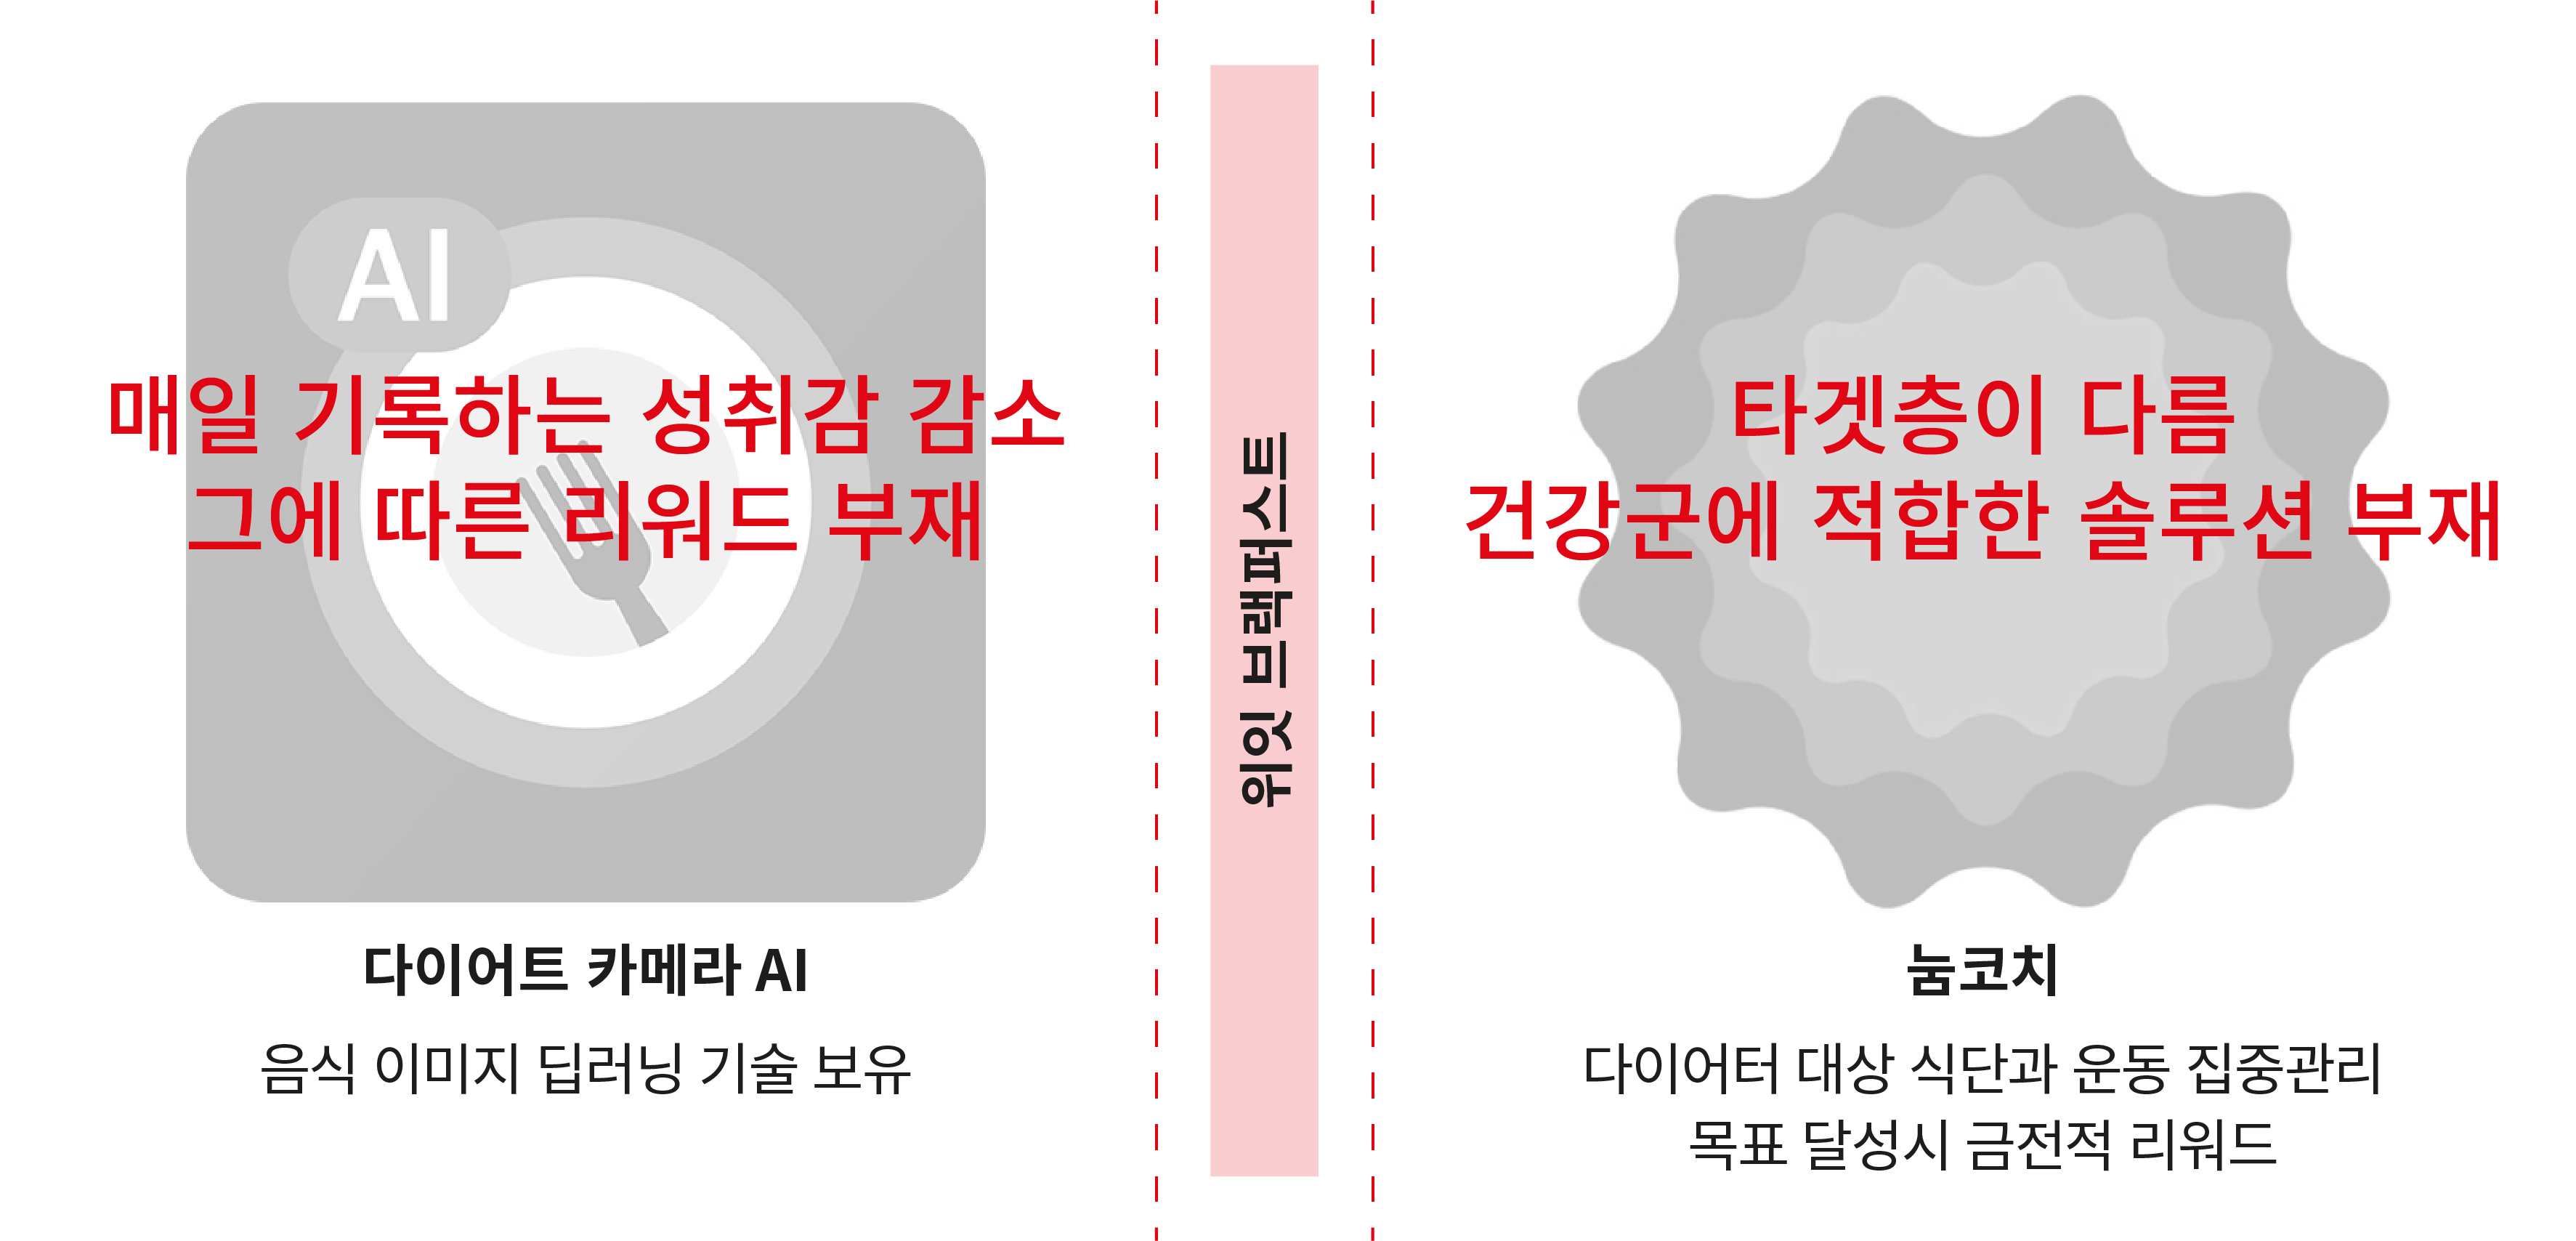 AI
매일 기록하는 성취감 감소
그에 따른 리워드 부재
다이어트 카메라 AI
음식 이미지 딥러닝 기술 보유
위잇 브랙퍼스트
타겟층이 다름
건강군에 적합한 솔루션 부재
눔코치
다이어터 대상 식단과 운동 집중관리
목표 달성시 금전적 리워드